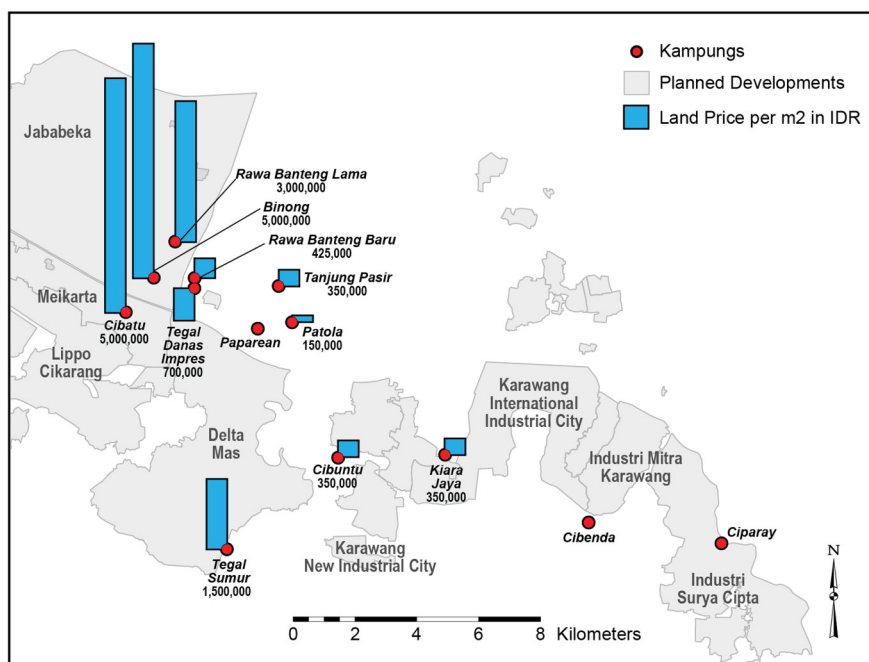 Kampungs
Planned Developments
Land Price per m2 in IDR
Jababeka
Rawa Banteng Lama
3,000,000
Binong
5,000,000
Rawa Banteng Baru
425,000
Tanjung Pasir
350,000
Meikarta
Cibatu
5,000,000
Tegal
Danas
Impres
700,000
Paparean
Patola
150,000
Lippo
Cikarang
Karawang
International
Industrial City
Delta
Mas
Cibuntu
350,000
Kiara
Jaya
350,000
Industri Mitra
Karawang
Cibenda
Ciparay
Tegal
Sumur
1,500,000
Karawang
New Industrial City
Industri
Surya Cipta
N
0 2 4 6 8 Kilometers